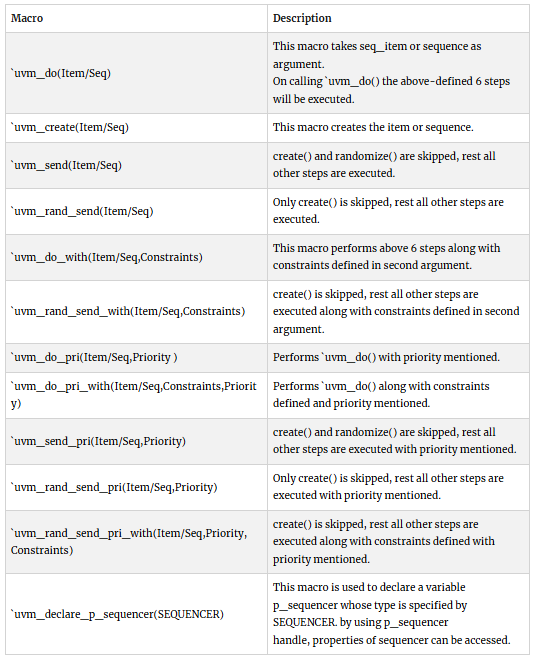 Macro Description
`uvm_do(Item/Seq)
This macro takes seq_item or sequence as
argument.
On calling `uvm_do() the above-defined 6 steps
will be executed.
`uvm_create(Item/Seq)
This macro creates the item or sequence.
`uvm_send(Item/Seq)
create() and randomize() are skipped, rest all
other steps are executed.
`uvm_rand_send(Item/Seq)
Only create() is skipped, rest all other steps are
executed.
`uvm_do_with(Item/Seq,Constraints)
This macro performs above 6 steps along with
constraints defined in second argument.
`uvm_rand_send_with(Item/Seq,Constraints)
create() is skipped, rest all other steps are
executed along with constraints defined in second
argument.
`uvm_do_pri(Item/Seq,Priority )
Performs `uvm_do() with priority mentioned.
`uvm_do_pri_with(Item/Seq,Constraints,Priorit
y)
Performs `uvm_do() along with constraints
defined and priority mentioned.
`uvm_send_pri(Item/Seq,Priority)
create() and randomize() are skipped, rest all
other steps are executed with priority mentioned.
`uvm_rand_send_pri(Item/Seq,Priority)
Only create() is skipped, rest all other steps are
executed with priority mentioned.
`uvm_rand_send_pri_with(Item/Seq,Priority,
Constraints)
create() is skipped, rest all other steps are
executed along with constraints defined with
priority mentioned.
`uvm_declare_p_sequencer(SEQUENCER)
This macro is used to declare a variable
p_sequencer whose type is specified by
SEQUENCER. by using p_sequencer
handle, properties of sequencer can be accessed.